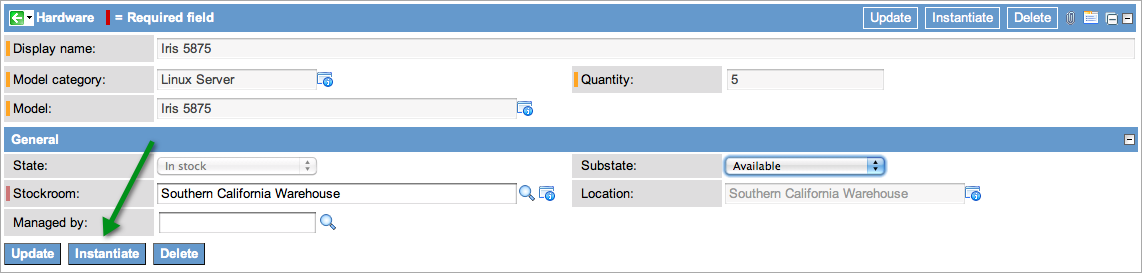 Hardware = Required field Update Instantiate Delete
Display name: Iris 5875
Model category: Linux Server Quantity: 5
Model: Iris 5875
General
State: In stock Substate: Available
Stockroom: Southern California Warehouse Location: Southern California Warehouse
Managed by:
Update Instantiate Delete